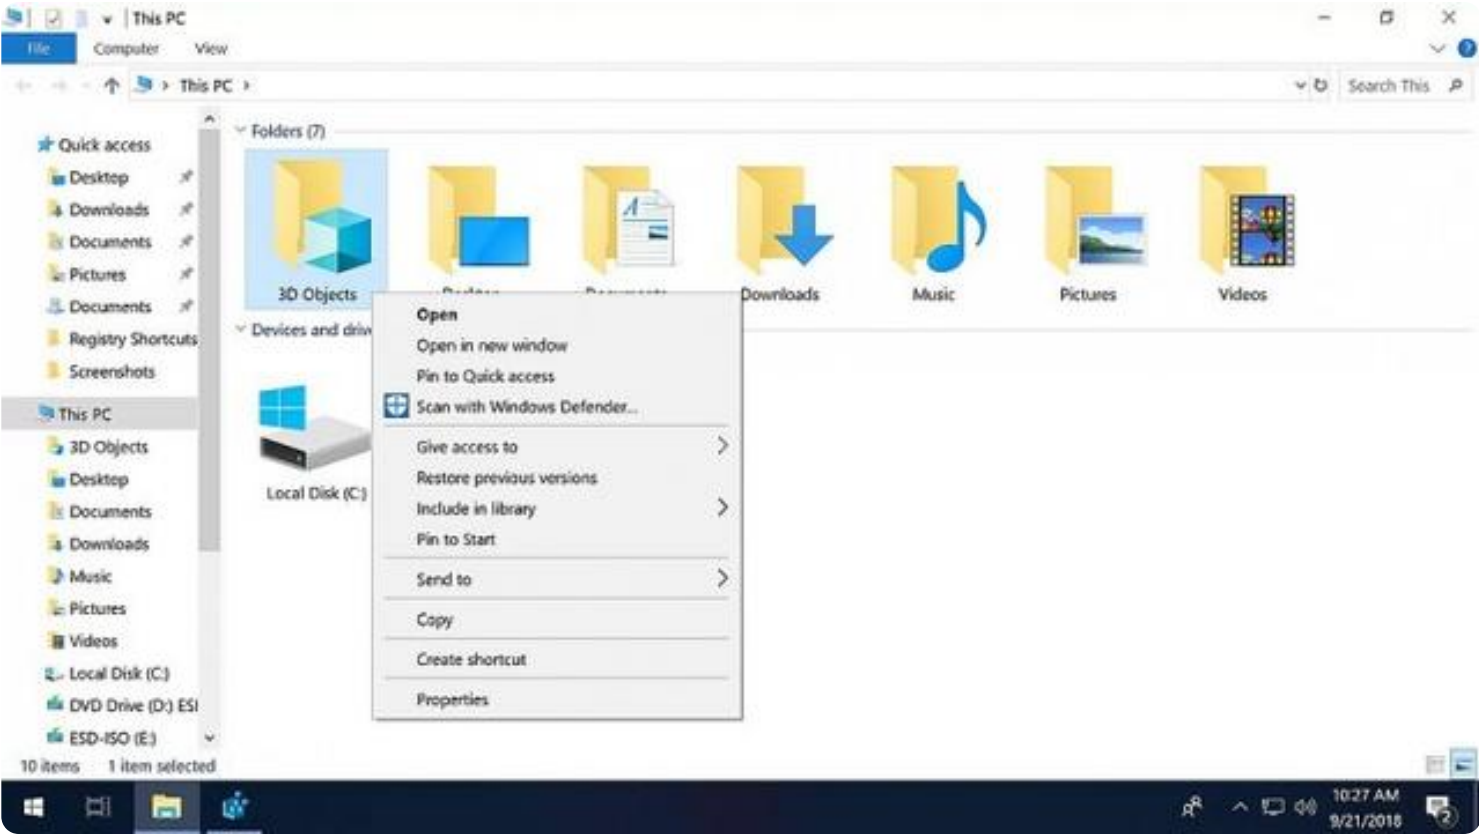 This PC
File Computer View
This PC
Search This
Quick access
Desktop
Downloads
Documents
Pictures
Documents
Registry Shortcuts
Screenshots
This PC
3D Objects
Desktop
Documents
Downloads
Music
Pictures
Videos
Local Disk (C:)
DVD Drive (D:) ESI
ESD-ISO (E:)
Folders (7)
3D Objects
Downloads
Music
Pictures
Videos
Devices and driv
Local Disk (C:)
Open
Open in new window
Pin to Quick access
Scan with Windows Defender...
Give access to
Restore previous versions
Include in library
Pin to Start
Send to
Copy
Create shortcut
Properties
10 items 1 item selected
10:27 AM
9/21/2018
2